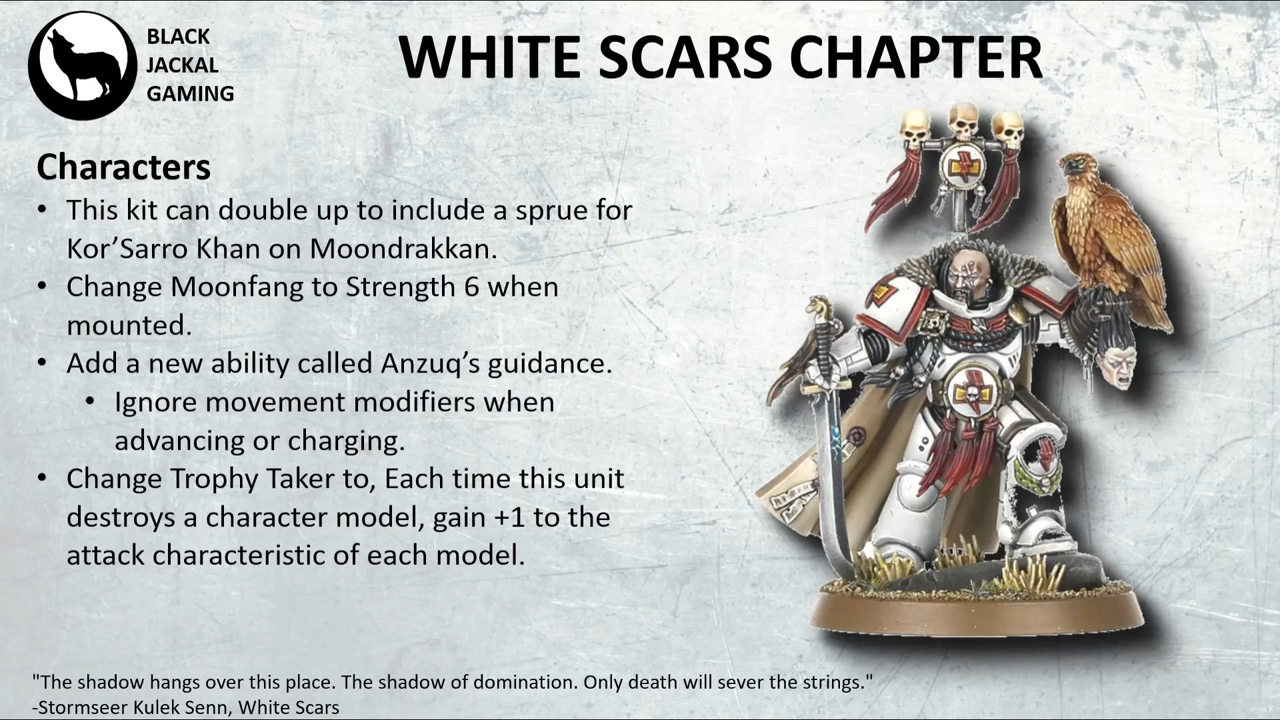 BLACK
JACKAL
GAMING
WHITE SCARS CHAPTER
Characters
• This kit can double up to include a sprue for
Kor’Sarro Khan on Moondrakkan.
• Change Moonfang to Strength 6 when
mounted.
• Add a new ability called Anzuq’s guidance.
• Ignore movement modifiers when
advancing or charging.
• Change Trophy Taker to, Each time this unit
destroys a character model, gain +1 to the
attack characteristic of each model.
"The shadow hangs over this place. The shadow of domination. Only death will sever the strings."
-Stormseer Kulek Senn, White Scars